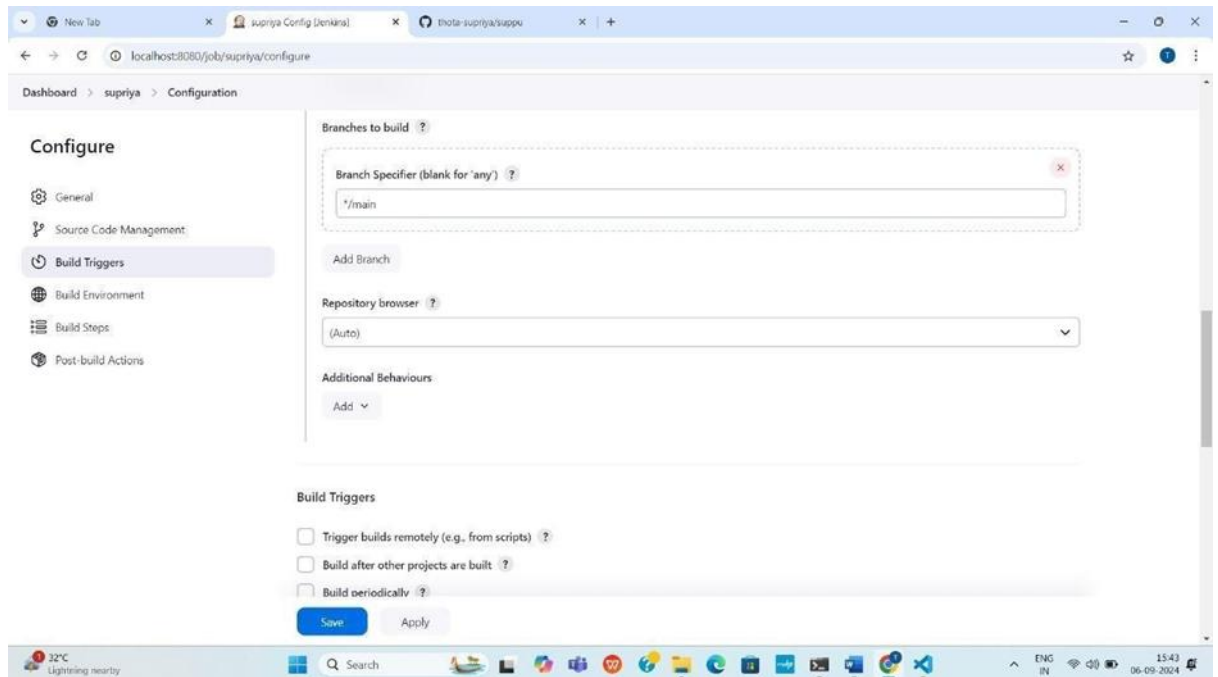 New Tab
supriya Config [Jenkins]
thota-supriya/suppu
localhost:8080/job/supriya/configure
Dashboard > supriya > Configuration
Configure
General
Source Code Management
Build Triggers
Build Environment
Build Steps
Post-build Actions
Branches to build ?
Branch Specifier (blank for 'any') ?
*/main
Add Branch
Repository browser ?
(Auto)
Additional Behaviours
Add
Build Triggers
Trigger builds remotely (e.g., from scripts) ?
Build after other projects are built ?
Build periodically ?
Save Apply
32°C
Lightning nearby
Search
ENG
IN
15:43
06-09-2024